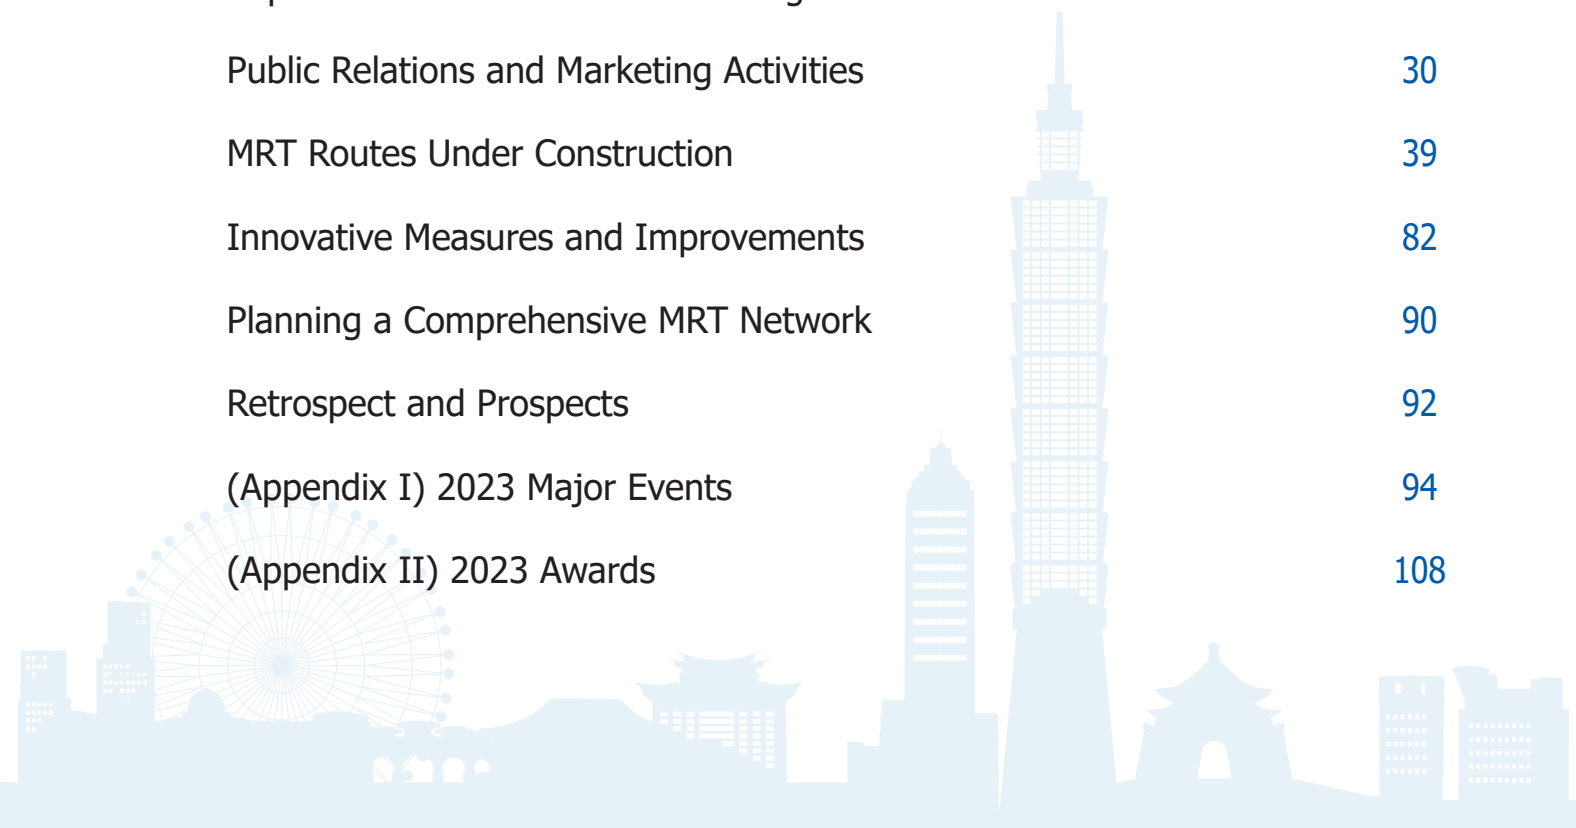 Public Relations and Marketing Activities 30
MRT Routes Under Construction 39
Innovative Measures and Improvements 82
Planning a Comprehensive MRT Network 90
Retrospect and Prospects 92
(Appendix I) 2023 Major Events 94
(Appendix II) 2023 Awards 108